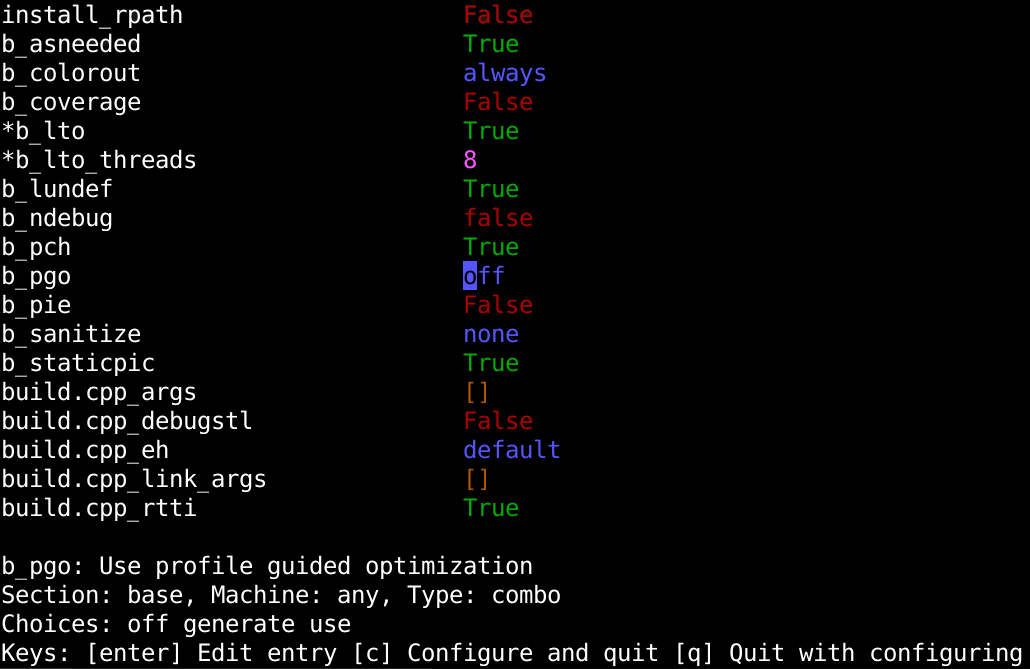 install_rpath False
b_asneeded True
b_colorout always
b_coverage False
*b_lto True
*b_lto_threads 8
b_lundef True
b_ndebug false
b_pch True
b_pgo off
b_pie False
b_sanitize none
b_staticpic True
build.cpp_args []
build.cpp_debugstl False
build.cpp_eh default
build.cpp_link_args []
build.cpp_rtti True
b_pgo: Use profile guided optimization
Section: base, Machine: any, Type: combo
Choices: off generate use
Keys: [enter] Edit entry [c] Configure and quit [q] Quit with configuring